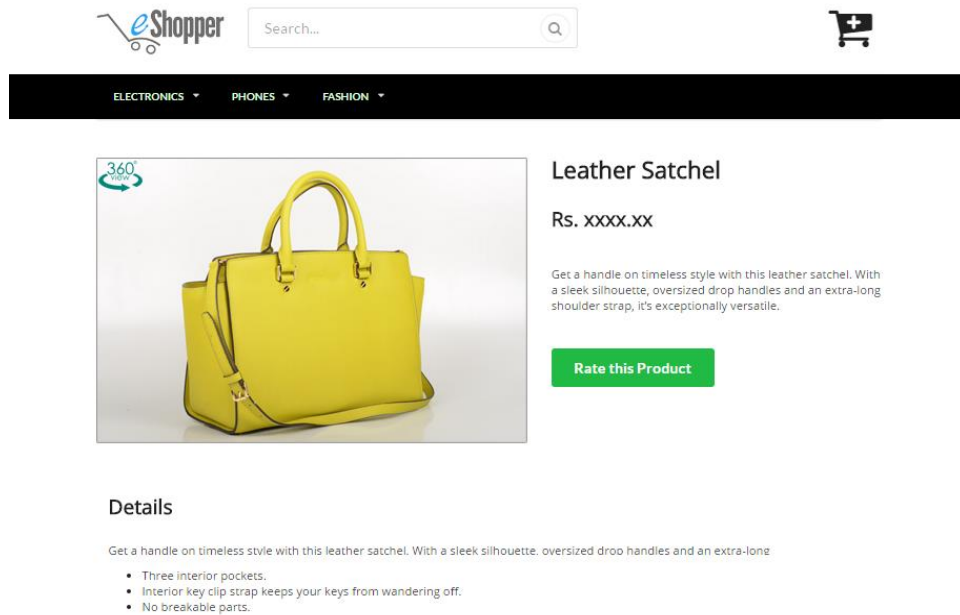 eShopper
Search...
ELECTRONICS PHONES FASHION
360°
VIEW
Leather Satchel
Rs. xxxx.xx
Get a handle on timeless style with this leather satchel. With
a sleek silhouette, oversized drop handles and an extra-long
shoulder strap, it's exceptionally versatile.
Rate this Product
Details
Get a handle on timeless style with this leather satchel. With a sleek silhouette, oversized drop handles and an extra-long
Three interior pockets.
Interior key clip strap keeps your keys from wandering off.
No breakable parts.